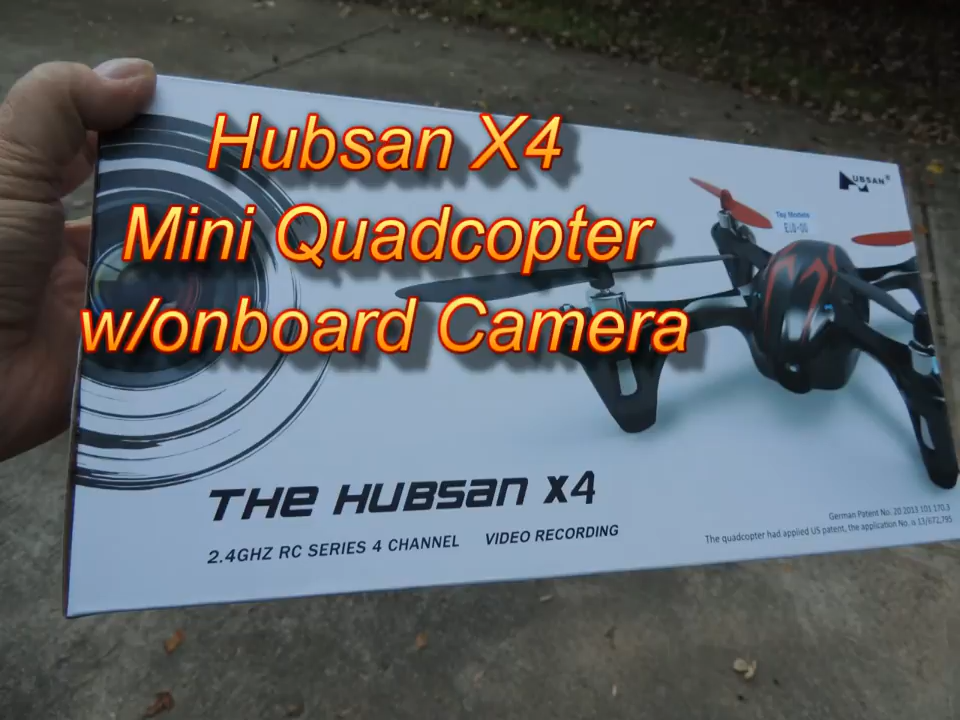 Hubsan X4
Mini Quadcopter
w/onboard Camera
HUBSAN®
THE HUBSAN X4
2.4GHZ RC SERIES 4 CHANNEL VIDEO RECORDING
German Patent No. 20 2013 101 170.3
The quadcopter had applied US patent, the application No. is 13/672,795